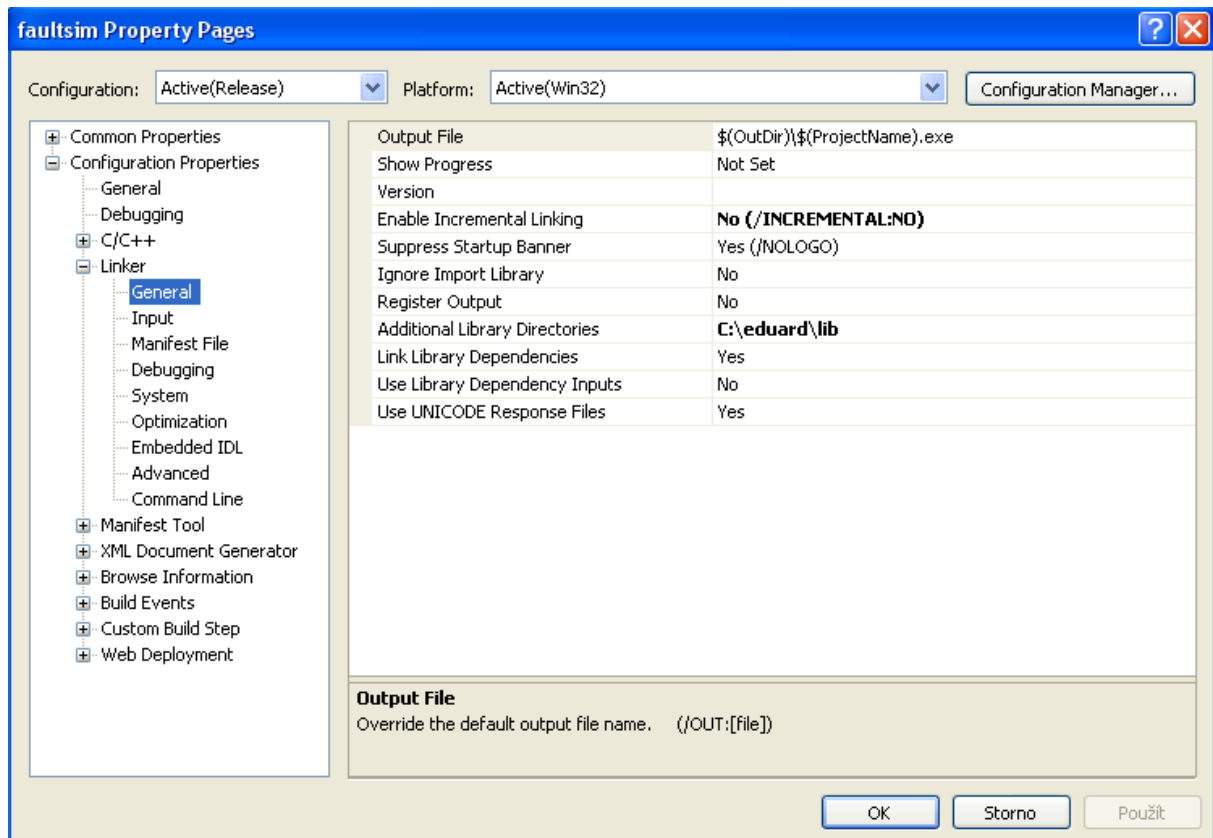 faultsim Property Pages
Configuration: Active(Release) Platform: Active(Win32) Configuration Manager...
Common Properties
Configuration Properties
General
Debugging
C/C++
Linker
General
Input
Manifest File
Debugging
System
Optimization
Embedded IDL
Advanced
Command Line
Manifest Tool
XML Document Generator
Browse Information
Build Events
Custom Build Step
Web Deployment
Output File $(OutDir)\$(ProjectName).exe
Show Progress Not Set
Version
Enable Incremental Linking No (/INCREMENTAL:NO)
Suppress Startup Banner Yes (/NOLOGO)
Ignore Import Library No
Register Output No
Additional Library Directories C:\eduard\lib
Link Library Dependencies Yes
Use Library Dependency Inputs No
Use UNICODE Response Files Yes
Output File
Override the default output file name. (/OUT:[file])
OK Storno Použít